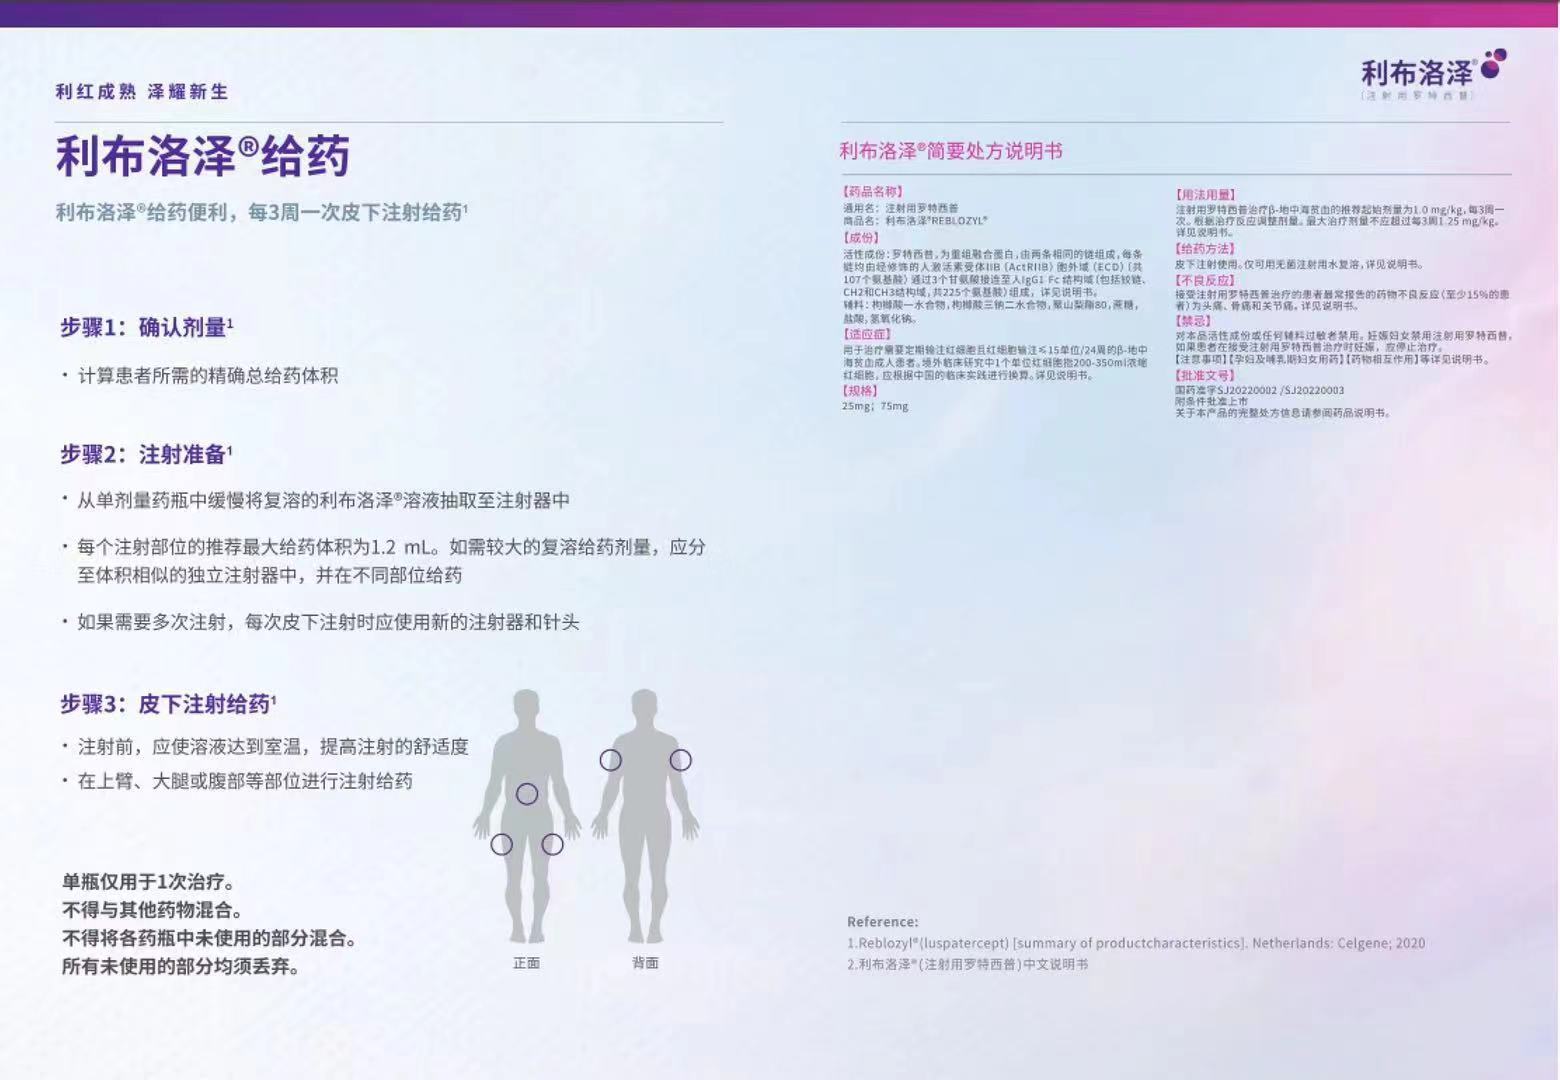 利红成熟 泽耀新生
利布洛泽®给药
利布洛泽®给药便利，每3周一次皮下注射给药¹
步骤1：确认剂量¹
· 计算患者所需的精确总给药体积
步骤2：注射准备¹
· 从单剂量药瓶中缓慢将复溶的利布洛泽®溶液抽取至注射器中
· 每个注射部位的推荐最大给药体积为1.2 mL。如需较大的复溶给药剂量，应分
至体积相似的独立注射器中，并在不同部位给药
· 如果需要多次注射，每次皮下注射时应使用新的注射器和针头
步骤3：皮下注射给药¹
· 注射前，应使溶液达到室温，提高注射的舒适度
· 在上臂、大腿或腹部等部位进行注射给药
单瓶仅用于1次治疗。
不得与其他药物混合。
不得将各药瓶中未使用的部分混合。
所有未使用的部分均须丢弃。
正面
背面
利布洛泽®
（注射用罗特西普）
利布洛泽®简要处方说明书
【药品名称】
通用名：注射用罗特西普
商品名：利布洛泽®REBLOZYL®
【成份】
活性成份：罗特西普，为重组融合蛋白，由两条相同的链组成，每条
链均由经修饰的人激活素受体IIB（ActRIIB）胞外域（ECD）（共
107个氨基酸）通过3个甘氨酸接连至人IgG1 Fc结构域（包括铰链、
CH2和CH3结构域，共225个氨基酸）组成，详见说明书。
辅料：枸橼酸一水合物，枸橼酸三钠二水合物，聚山梨酯80，蔗糖，
盐酸，氢氧化钠。
【适应症】
用于治疗需要定期输注红细胞且红细胞输注≤15单位/24周的β-地中
海贫血成人患者。境外临床研究中1个单位红细胞指200-350ml浓缩
红细胞，应根据中国的临床实践进行换算。详见说明书。
【规格】
25mg；75mg
【用法用量】
注射用罗特西普治疗β-地中海贫血的推荐起始剂量为1.0 mg/kg，每3周一
次。根据治疗反应调整剂量。最大治疗剂量不应超过每3周1.25 mg/kg。
详见说明书。
【给药方法】
皮下注射使用。仅可用无菌注射用水复溶，详见说明书。
【不良反应】
接受注射用罗特西普治疗的患者最常报告的药物不良反应（至少15%的患
者）为头痛、骨痛和关节痛。详见说明书。
【禁忌】
对本品活性成份或任何辅料过敏者禁用。妊娠妇女禁用注射用罗特西普，
如果患者在接受注射用罗特西普治疗时妊娠，应停止治疗。
【注意事项】【孕妇及哺乳期妇女用药】【药物相互作用】等详见说明书。
【批准文号】
国药准字SJ20220002 /SJ20220003
附条件批准上市
关于本产品的完整处方信息请参阅药品说明书。
Reference:
1.Reblozyl®(luspatercept) [summary of productcharacteristics]. Netherlands: Celgene; 2020
2.利布洛泽®(注射用罗特西普)中文说明书